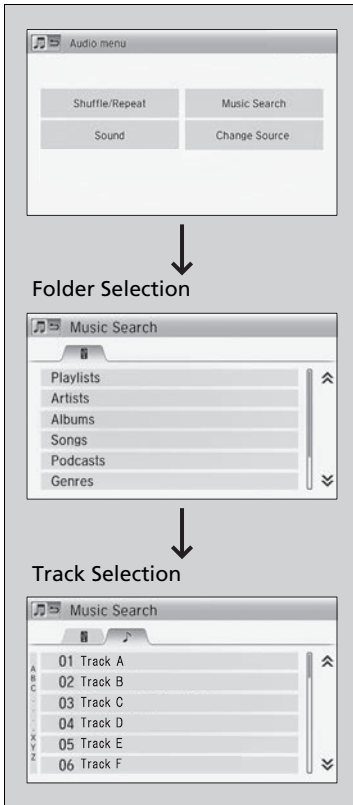 Audio menu
Shuffle/Repeat Music Search
Sound Change Source
Folder Selection
Music Search
Playlists
Artists
Albums
Songs
Podcasts
Genres
Track Selection
Music Search
A
B
C
01 Track A
02 Track B
03 Track C
04 Track D
05 Track E
06 Track F
X
Y
Z